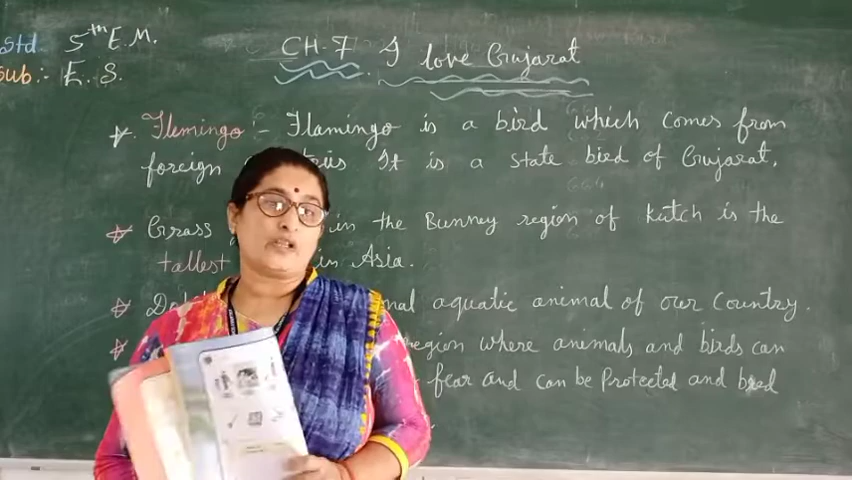 Std. 5th E.M.
Sub:- E.S.
CH-7 I love Gujarat
Flemingo :- Flamingo is a bird which comes from
foreign It is a state bied of Gujarat.
Grass in the Bunney region of Kutch is the
tallest in Asia.
aquatic animal of our Country.
region where animals and birds can
fear and can be Protected and